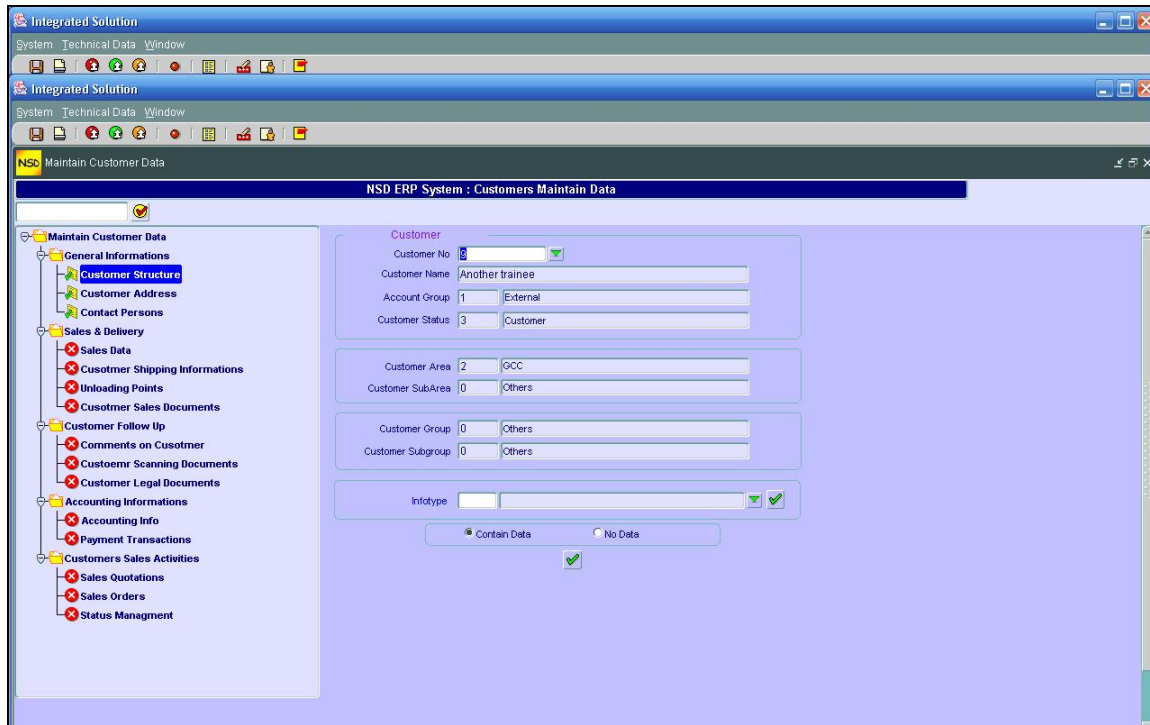 Integrated Solution
System Technical Data Window
Integrated Solution
System Technical Data Window
NSD Maintain Customer Data
NSD ERP System : Customers Maintain Data
Maintain Customer Data
General Informations
Customer Structure
Customer Address
Contact Persons
Sales & Delivery
Sales Data
Cusotmer Shipping Informations
Unloading Points
Cusotmer Sales Documents
Customer Follow Up
Comments on Cusotmer
Custoemr Scanning Documents
Customer Legal Documents
Accounting Informations
Accounting Info
Payment Transactions
Customers Sales Activities
Sales Quotations
Sales Orders
Status Managment
Customer
Customer No 9
Customer Name Another trainee
Account Group 1 External
Customer Status 3 Customer
Customer Area 2 GCC
Customer SubArea 0 Others
Customer Group 0 Others
Customer Subgroup 0 Others
Infotype
Contain Data No Data